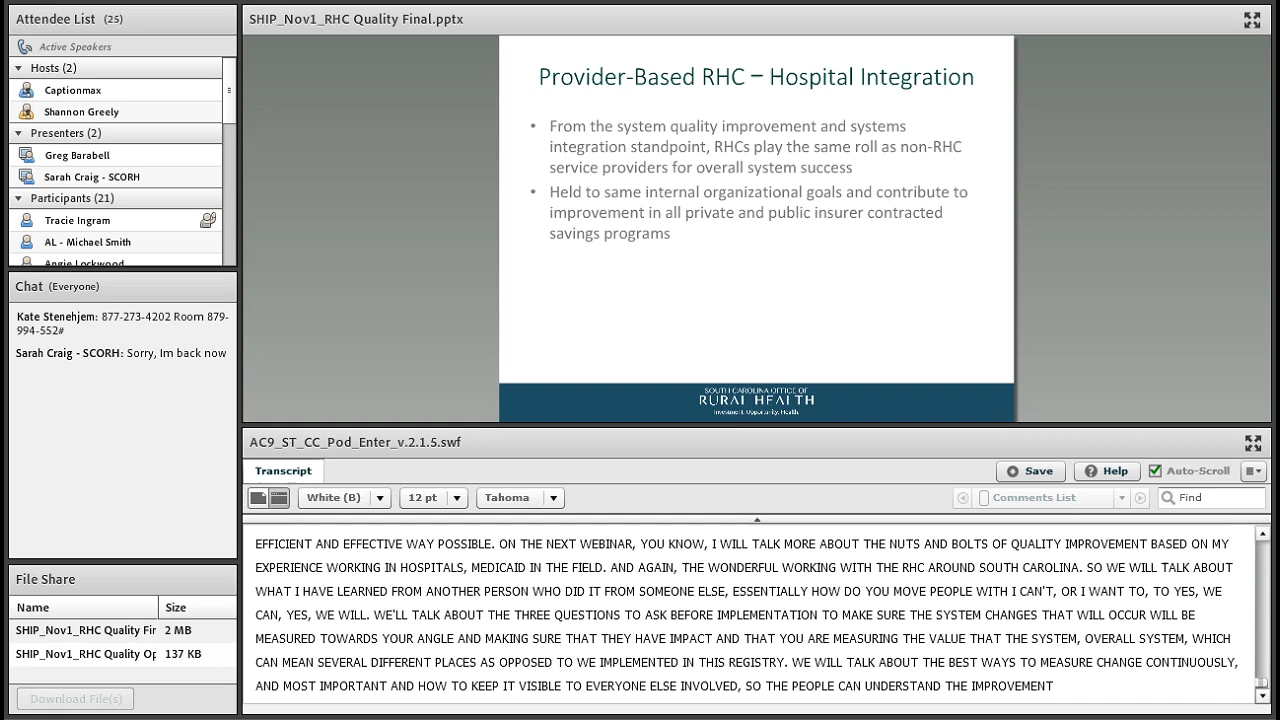 Attendee List (25)
Active Speakers
Hosts (2)
Captionmax
Shannon Greely
Presenters (2)
Greg Barabell
Sarah Craig - SCORH
Participants (21)
Tracie Ingram
AL - Michael Smith
Angie Lockwood
Chat (Everyone)
Kate Stenehjem: 877-273-4202 Room 879-
994-552#
Sarah Craig - SCORH: Sorry, Im back now
File Share
Name Size
SHIP_Nov1_RHC Quality Fir 2 MB
SHIP_Nov1_RHC Quality Op 137 KB
Download File(s)
SHIP_Nov1_RHC Quality Final.pptx
Provider-Based RHC – Hospital Integration
• From the system quality improvement and systems
integration standpoint, RHCs play the same roll as non-RHC
service providers for overall system success
• Held to same internal organizational goals and contribute to
improvement in all private and public insurer contracted
savings programs
SOUTH CAROLINA OFFICE OF
RURAL HEALTH
Investment. Opportunity. Health.
AC9_ST_CC_Pod_Enter_v.2.1.5.swf
Transcript Save Help Auto-Scroll
White (B) 12 pt Tahoma Comments List Find
EFFICIENT AND EFFECTIVE WAY POSSIBLE. ON THE NEXT WEBINAR, YOU KNOW, I WILL TALK MORE ABOUT THE NUTS AND BOLTS OF QUALITY IMPROVEMENT BASED ON MY
EXPERIENCE WORKING IN HOSPITALS, MEDICAID IN THE FIELD. AND AGAIN, THE WONDERFUL WORKING WITH THE RHC AROUND SOUTH CAROLINA. SO WE WILL TALK ABOUT
WHAT I HAVE LEARNED FROM ANOTHER PERSON WHO DID IT FROM SOMEONE ELSE, ESSENTIALLY HOW DO YOU MOVE PEOPLE WITH I CAN'T, OR I WANT TO, TO YES, WE
CAN, YES, WE WILL. WE'LL TALK ABOUT THE THREE QUESTIONS TO ASK BEFORE IMPLEMENTATION TO MAKE SURE THE SYSTEM CHANGES THAT WILL OCCUR WILL BE
MEASURED TOWARDS YOUR ANGLE AND MAKING SURE THAT THEY HAVE IMPACT AND THAT YOU ARE MEASURING THE VALUE THAT THE SYSTEM, OVERALL SYSTEM, WHICH
CAN MEAN SEVERAL DIFFERENT PLACES AS OPPOSED TO WE IMPLEMENTED IN THIS REGISTRY. WE WILL TALK ABOUT THE BEST WAYS TO MEASURE CHANGE CONTINUOUSLY,
AND MOST IMPORTANT AND HOW TO KEEP IT VISIBLE TO EVERYONE ELSE INVOLVED, SO THE PEOPLE CAN UNDERSTAND THE IMPROVEMENT